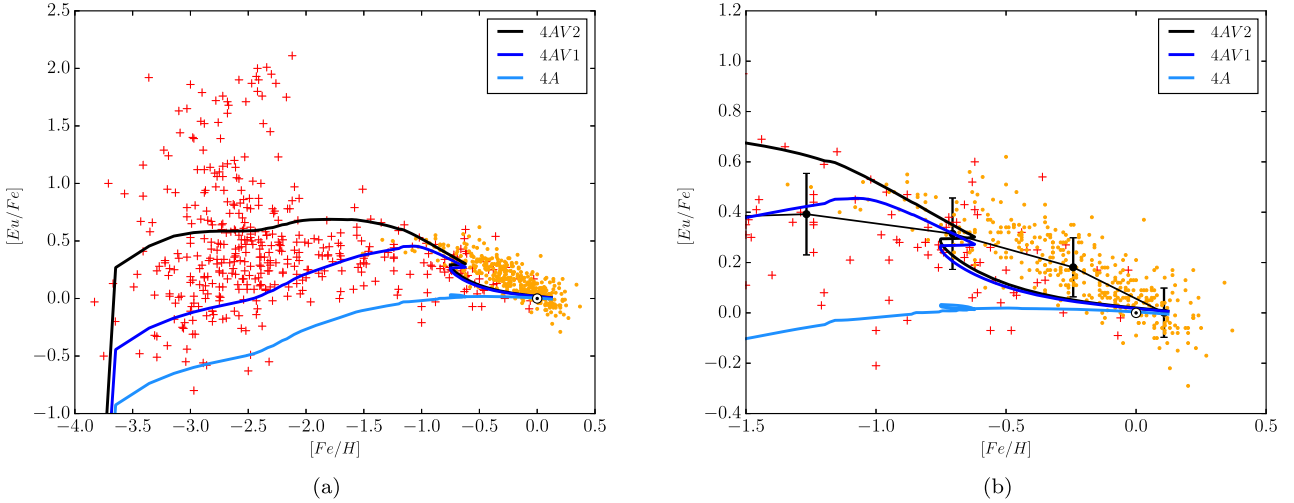 2.5
2.0
1.5
1.0
0.5
0.0
−0.5
−1.0
[Eu/Fe]
−4.0 −3.5 −3.0 −2.5 −2.0 −1.5 −1.0 −0.5 0.0 0.5
[Fe/H]
4AV2
4AV1
4A
(a)
1.2
1.0
0.8
0.6
0.4
0.2
0.0
−0.2
−0.4
[Eu/Fe]
−1.5 −1.0 −0.5 0.0 0.5
[Fe/H]
4AV2
4AV1
4A
(b)